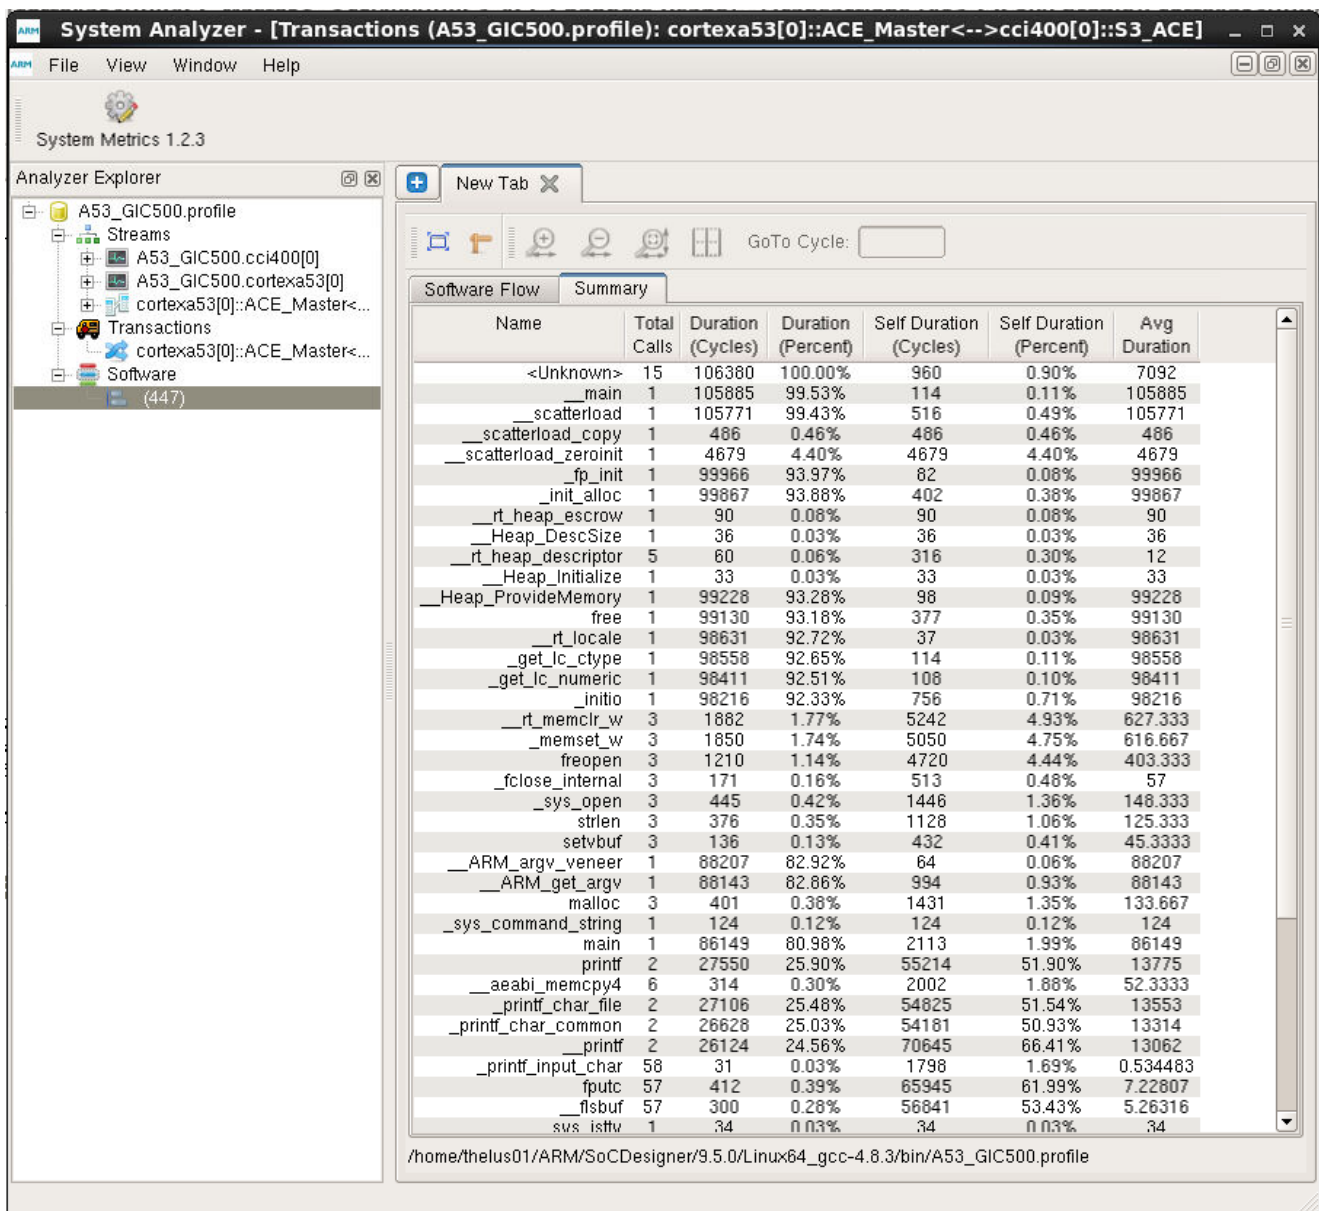 ARM System Analyzer - [Transactions (A53_GIC500.profile): cortexa53[0]::ACE_Master<-->cci400[0]::S3_ACE]
ARM File View Window Help
System Metrics 1.2.3
Analyzer Explorer
A53_GIC500.profile
Streams
A53_GIC500.cci400[0]
A53_GIC500.cortexa53[0]
cortexa53[0]::ACE_Master<...
Transactions
cortexa53[0]::ACE_Master<...
Software
(447)
New Tab
GoTo Cycle:
Software Flow Summary
Name Total Calls Duration (Cycles) Duration (Percent) Self Duration (Cycles) Self Duration (Percent) Avg Duration
<Unknown> 15 106380 100.00% 960 0.90% 7092
__main 1 105885 99.53% 114 0.11% 105885
__scatterload 1 105771 99.43% 516 0.49% 105771
__scatterload_copy 1 486 0.46% 486 0.46% 486
__scatterload_zeroinit 1 4679 4.40% 4679 4.40% 4679
_fp_init 1 99966 93.97% 82 0.08% 99966
_init_alloc 1 99867 93.88% 402 0.38% 99867
__rt_heap_escrow 1 90 0.08% 90 0.08% 90
__Heap_DescSize 1 36 0.03% 36 0.03% 36
__rt_heap_descriptor 5 60 0.06% 316 0.30% 12
__Heap_Initialize 1 33 0.03% 33 0.03% 33
__Heap_ProvideMemory 1 99228 93.28% 98 0.09% 99228
free 1 99130 93.18% 377 0.35% 99130
__rt_locale 1 98631 92.72% 37 0.03% 98631
_get_lc_ctype 1 98558 92.65% 114 0.11% 98558
_get_lc_numeric 1 98411 92.51% 108 0.10% 98411
_initio 1 98216 92.33% 756 0.71% 98216
__rt_memclr_w 3 1882 1.77% 5242 4.93% 627.333
_memset_w 3 1850 1.74% 5050 4.75% 616.667
freopen 3 1210 1.14% 4720 4.44% 403.333
_fclose_internal 3 171 0.16% 513 0.48% 57
_sys_open 3 445 0.42% 1446 1.36% 148.333
strlen 3 376 0.35% 1128 1.06% 125.333
setvbuf 3 136 0.13% 432 0.41% 45.3333
__ARM_argv_veneer 1 88207 82.92% 64 0.06% 88207
__ARM_get_argv 1 88143 82.86% 994 0.93% 88143
malloc 3 401 0.38% 1431 1.35% 133.667
_sys_command_string 1 124 0.12% 124 0.12% 124
main 1 86149 80.98% 2113 1.99% 86149
printf 2 27550 25.90% 55214 51.90% 13775
__aeabi_memcpy4 6 314 0.30% 2002 1.88% 52.3333
_printf_char_file 2 27106 25.48% 54825 51.54% 13553
_printf_char_common 2 26628 25.03% 54181 50.93% 13314
__printf 2 26124 24.56% 70645 66.41% 13062
_printf_input_char 58 31 0.03% 1798 1.69% 0.534483
fputc 57 412 0.39% 65945 61.99% 7.22807
__flsbuf 57 300 0.28% 56841 53.43% 5.26316
sys_istty 1 34 0.03% 34 0.03% 34
/home/thelus01/ARM/SoCDesigner/9.5.0/Linux64_gcc-4.8.3/bin/A53_GIC500.profile